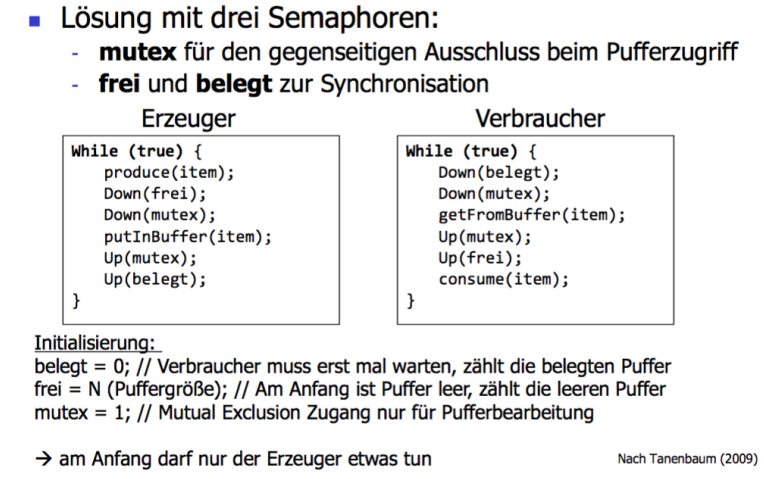 ▪ Lösung mit drei Semaphoren:
- mutex für den gegenseitigen Ausschluss beim Pufferzugriff
- frei und belegt zur Synchronisation
Erzeuger
While (true) {
produce(item);
Down(frei);
Down(mutex);
putInBuffer(item);
Up(mutex);
Up(belegt);
}
Verbraucher
While (true) {
Down(belegt);
Down(mutex);
getFromBuffer(item);
Up(mutex);
Up(frei);
consume(item);
}
Initialisierung:
belegt = 0; // Verbraucher muss erst mal warten, zählt die belegten Puffer
frei = N (Puffergröße); // Am Anfang ist Puffer leer, zählt die leeren Puffer
mutex = 1; // Mutual Exclusion Zugang nur für Pufferbearbeitung
→ am Anfang darf nur der Erzeuger etwas tun
Nach Tanenbaum (2009)